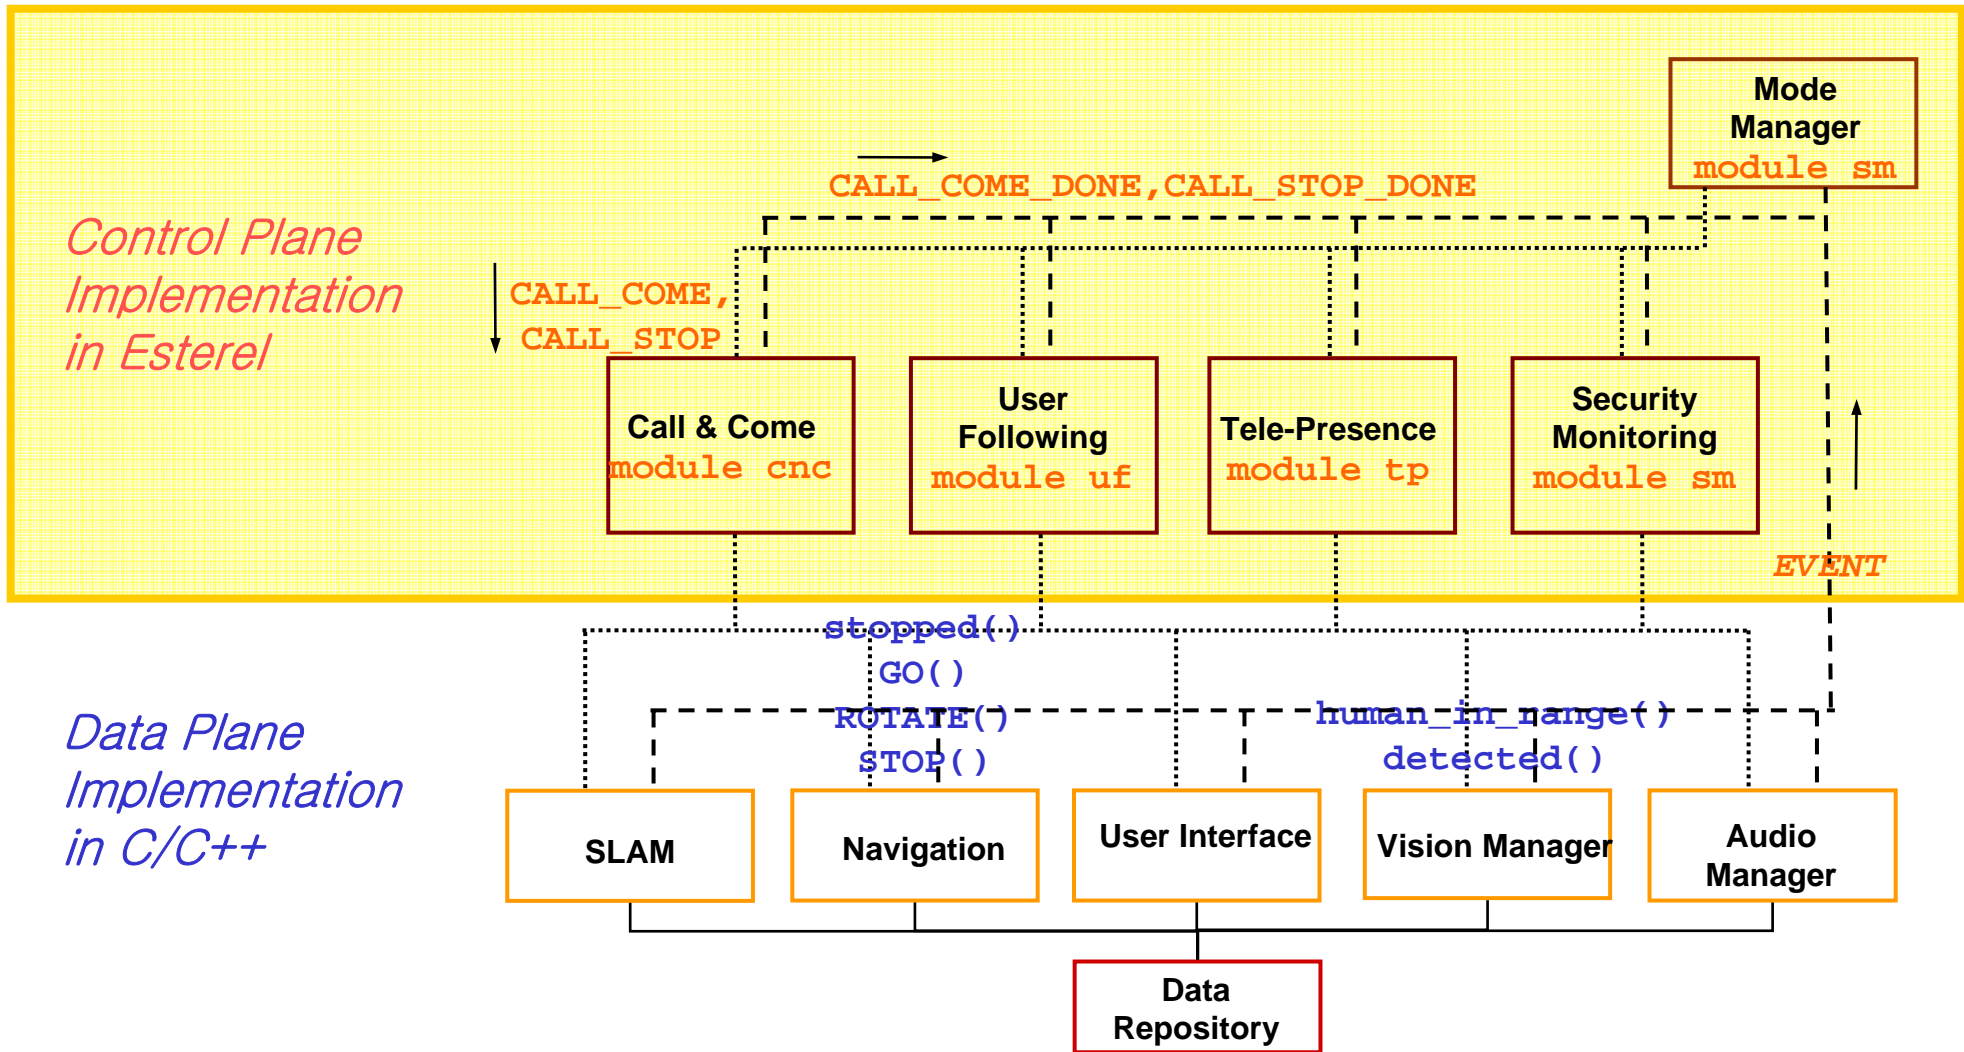 Mode
Manager
module sm
CALL_COME_DONE,CALL_STOP_DONE
Control Plane
Implementation
in Esterel
CALL_COME,
CALL_STOP
Call & Come
module cnc
User
Following
module uf
Tele-Presence
module tp
Security
Monitoring
module sm
EVENT
stopped()
GO()
ROTATE()
STOP()
human_in_range()
detected()
Data Plane
Implementation
in C/C++
SLAM
Navigation
User Interface
Vision Manager
Audio
Manager
Data
Repository